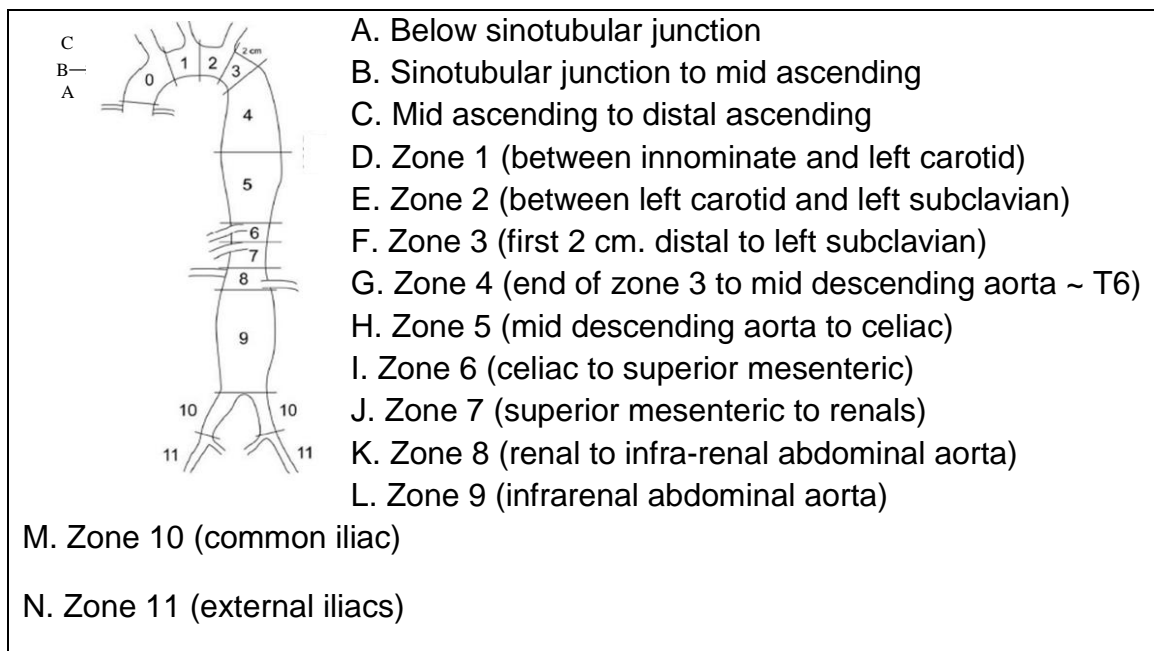 C
B—
A
0
1
2
2 cm
3
4
5
6
7
8
9
10
10
11
11
A. Below sinotubular junction
B. Sinotubular junction to mid ascending
C. Mid ascending to distal ascending
D. Zone 1 (between innominate and left carotid)
E. Zone 2 (between left carotid and left subclavian)
F. Zone 3 (first 2 cm. distal to left subclavian)
G. Zone 4 (end of zone 3 to mid descending aorta ~ T6)
H. Zone 5 (mid descending aorta to celiac)
I. Zone 6 (celiac to superior mesenteric)
J. Zone 7 (superior mesenteric to renals)
K. Zone 8 (renal to infra-renal abdominal aorta)
L. Zone 9 (infrarenal abdominal aorta)
M. Zone 10 (common iliac)
N. Zone 11 (external iliacs)